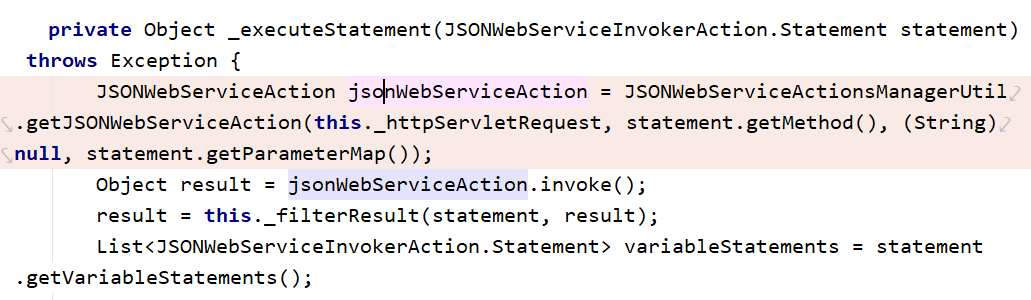 private Object _executeStatement(JSONWebServiceInvokerAction.Statement statement)
throws Exception {
JSONWebServiceAction jsonWebServiceAction = JSONWebServiceActionsManagerUtil
.getJSONWebServiceAction(this._httpServletRequest, statement.getMethod(), (String)
null, statement.getParameterMap());
Object result = jsonWebServiceAction.invoke();
result = this._filterResult(statement, result);
List<JSONWebServiceInvokerAction.Statement> variableStatements = statement
.getVariableStatements();